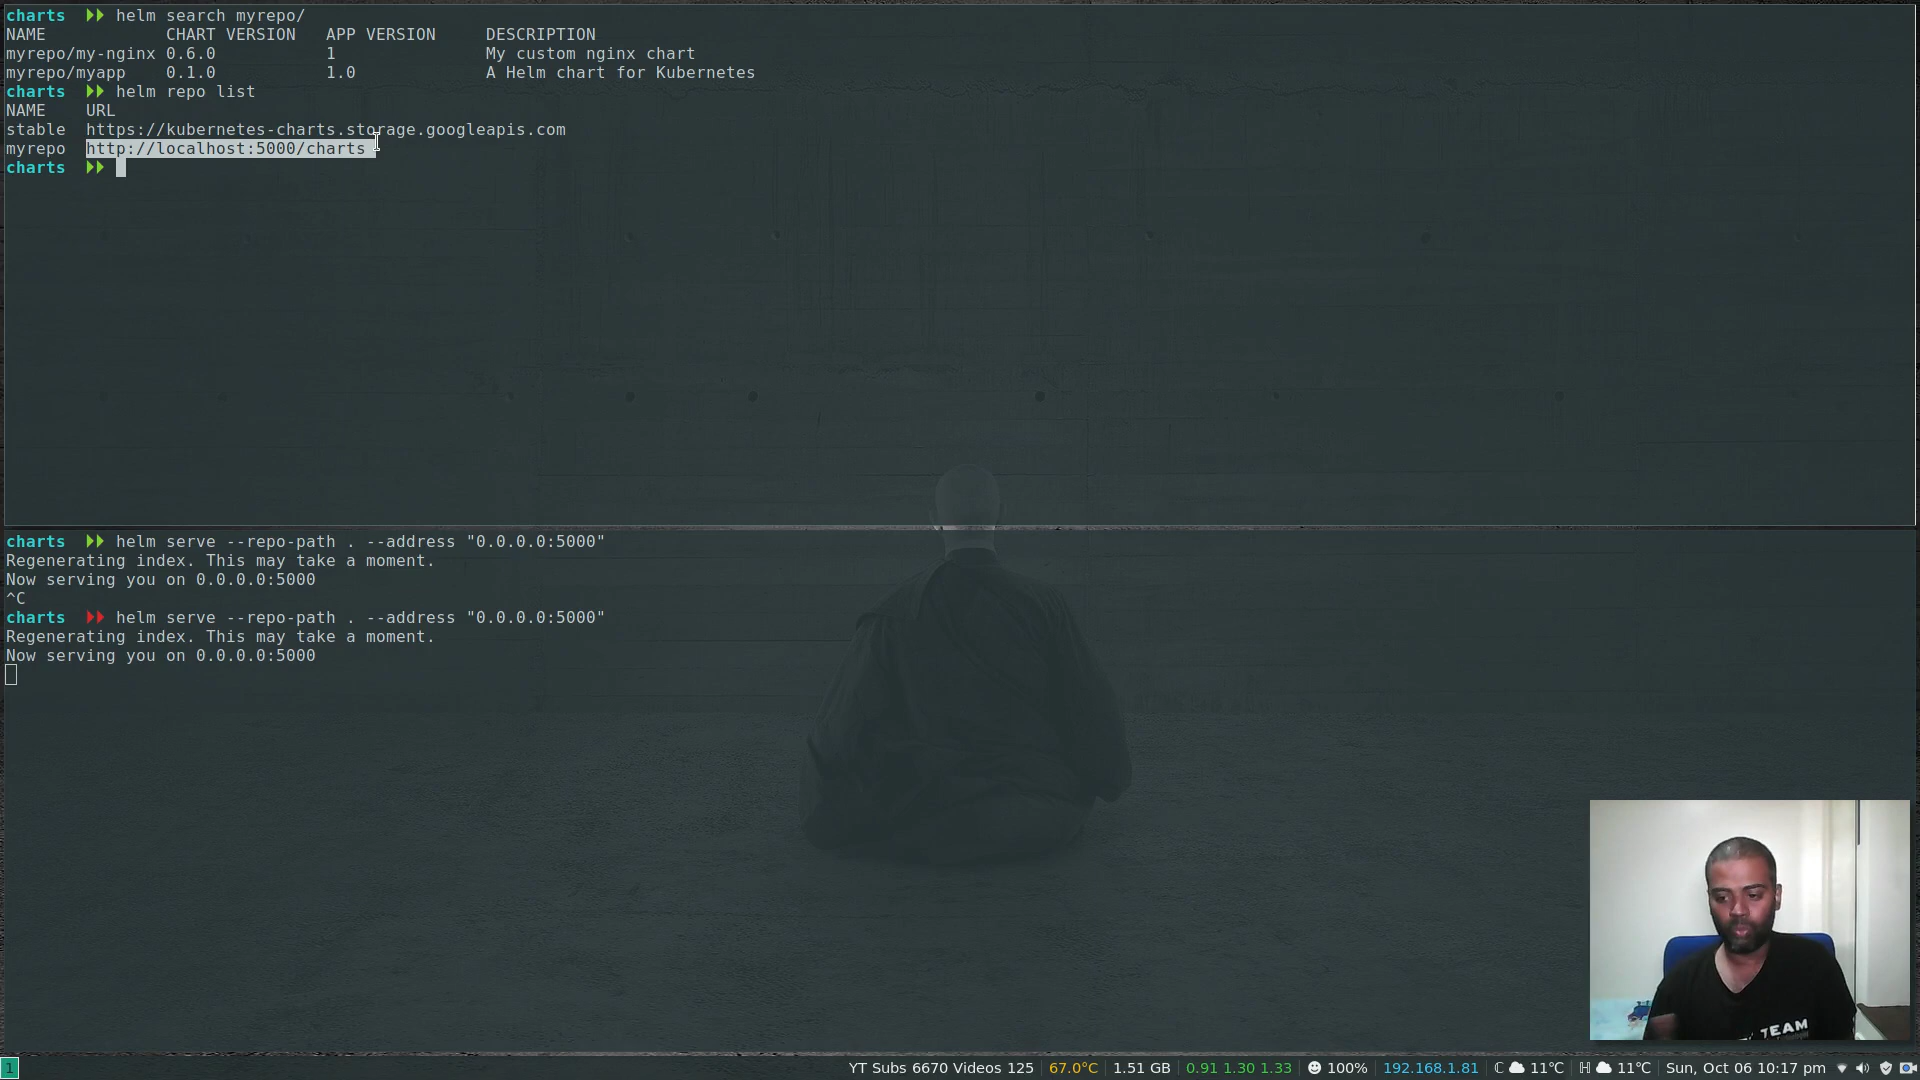 charts helm search myrepo/
NAME CHART VERSION APP VERSION DESCRIPTION
myrepo/my-nginx 0.6.0 1 My custom nginx chart
myrepo/myapp 0.1.0 1.0 A Helm chart for Kubernetes
charts helm repo list
NAME URL
stable https://kubernetes-charts.storage.googleapis.com
myrepo http://localhost:5000/charts
charts
charts helm serve --repo-path . --address "0.0.0.0:5000"
Regenerating index. This may take a moment.
Now serving you on 0.0.0.0:5000
^C
charts helm serve --repo-path . --address "0.0.0.0:5000"
Regenerating index. This may take a moment.
Now serving you on 0.0.0.0:5000
TEAM
1 YT Subs 6670 Videos 125 67.0°C 1.51 GB 0.91 1.30 1.33 100% 192.168.1.81 C 11°C H 11°C Sun, Oct 06 10:17 pm